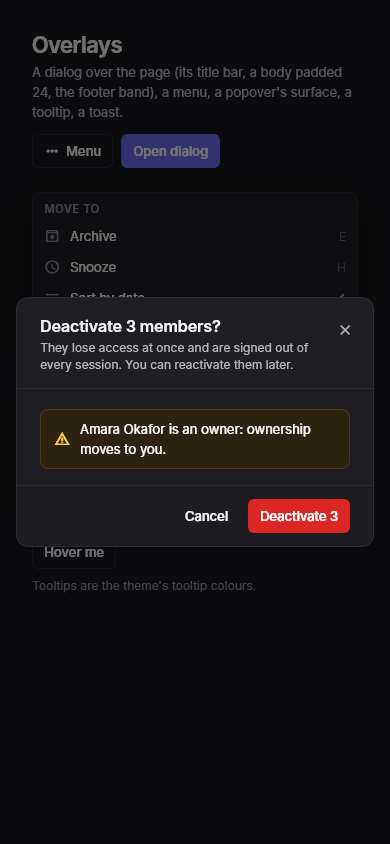 Overlays
A dialog over the page (its title bar, a body padded
24, the footer band), a menu, a popover's surface, a
tooltip, a toast.
Menu
Open dialog
MOVE TO
Archive E
Snooze H
Sort by date
Deactivate 3 members?
They lose access at once and are signed out of
every session. You can reactivate them later.
Amara Okafor is an owner: ownership
moves to you.
Cancel
Deactivate 3
Hover me
Tooltips are the theme's tooltip colours.